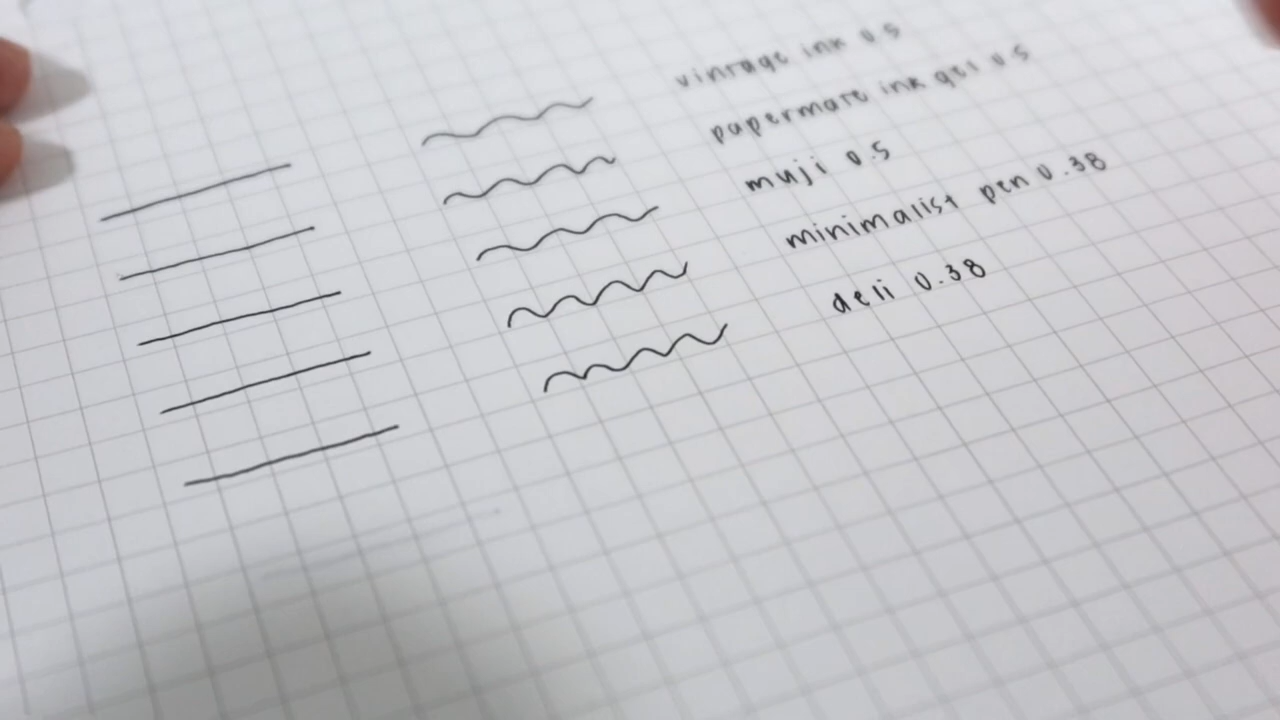 vintage ink 0.5
papermate ink gel 0.5
muji 0.5
minimalist pen 0.38
deli 0.38